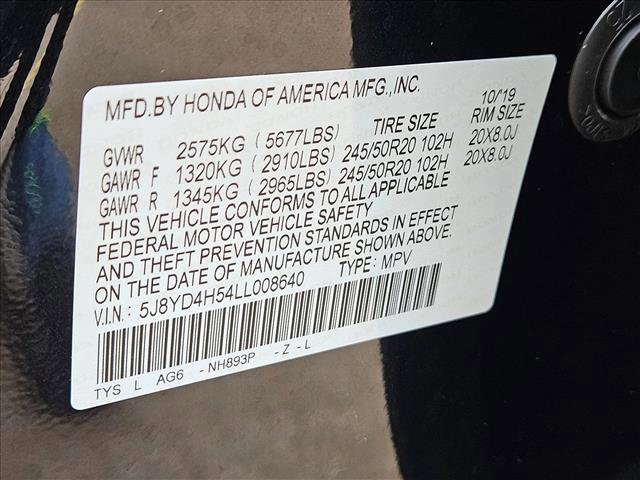 MFD.BY HONDA OF AMERICA MFG.,INC. 10/19
GVWR 2575KG (5677LBS) TIRE SIZE RIM SIZE
GAWR F 1320KG (2910LBS) 245/50R20 102H 20X8.0J
GAWR R 1345KG (2965LBS) 245/50R20 102H 20X8.0J
THIS VEHICLE CONFORMS TO ALL APPLICABLE
FEDERAL MOTOR VEHICLE SAFETY
AND THEFT PREVENTION STANDARDS IN EFFECT
ON THE DATE OF MANUFACTURE SHOWN ABOVE.
V.I.N.: 5J8YD4H54LL008640 TYPE: MPV
TYS L AG6 - NH893P - Z - L